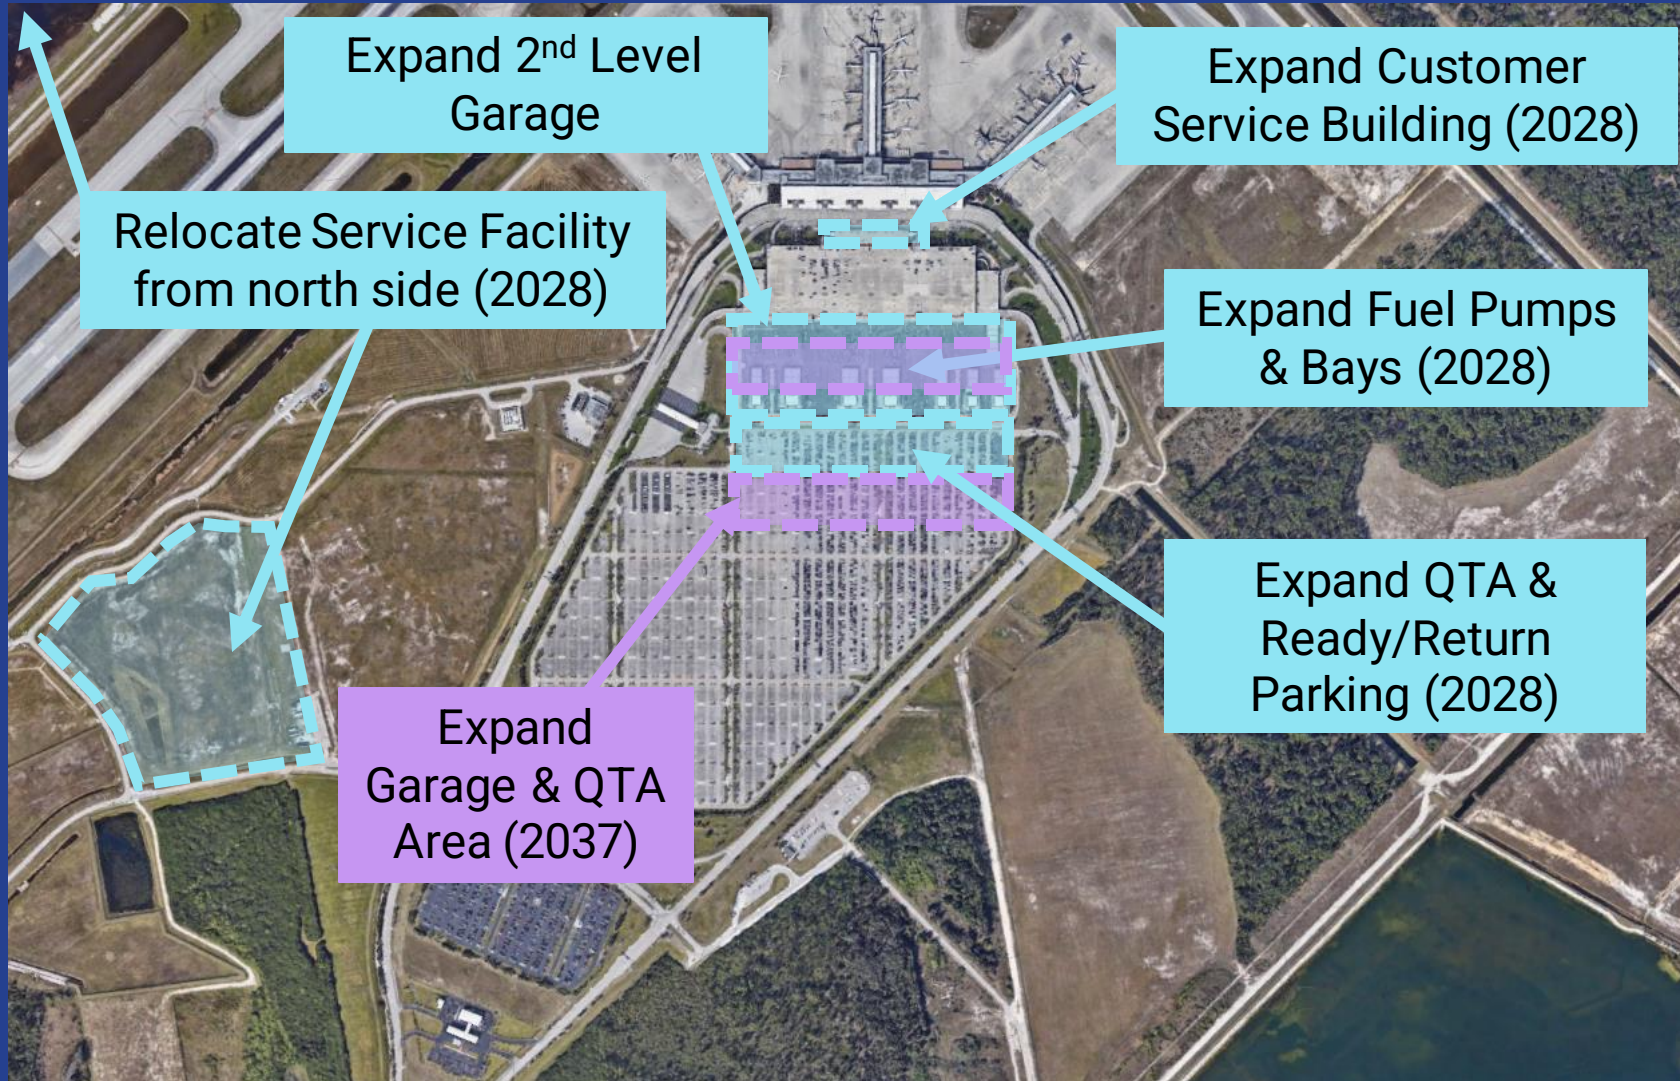 Expand 2nd Level
Garage
Expand Customer
Service Building (2028)
Relocate Service Facility
from north side (2028)
Expand Fuel Pumps
& Bays (2028)
Expand QTA &
Ready/Return
Parking (2028)
Expand
Garage & QTA
Area (2037)